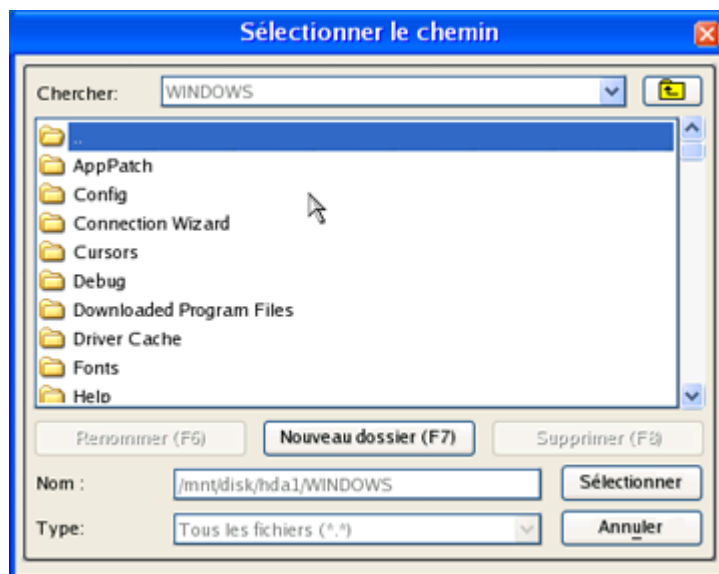 Sélectionner le chemin
Chercher: WINDOWS
..
AppPatch
Config
Connection Wizard
Cursors
Debug
Downloaded Program Files
Driver Cache
Fonts
Help
Renommer (F6) Nouveau dossier (F7) Supprimer (F8)
Nom : /mnt/disk/hda1/WINDOWS Sélectionner
Type: Tous les fichiers (*.*) Annuler